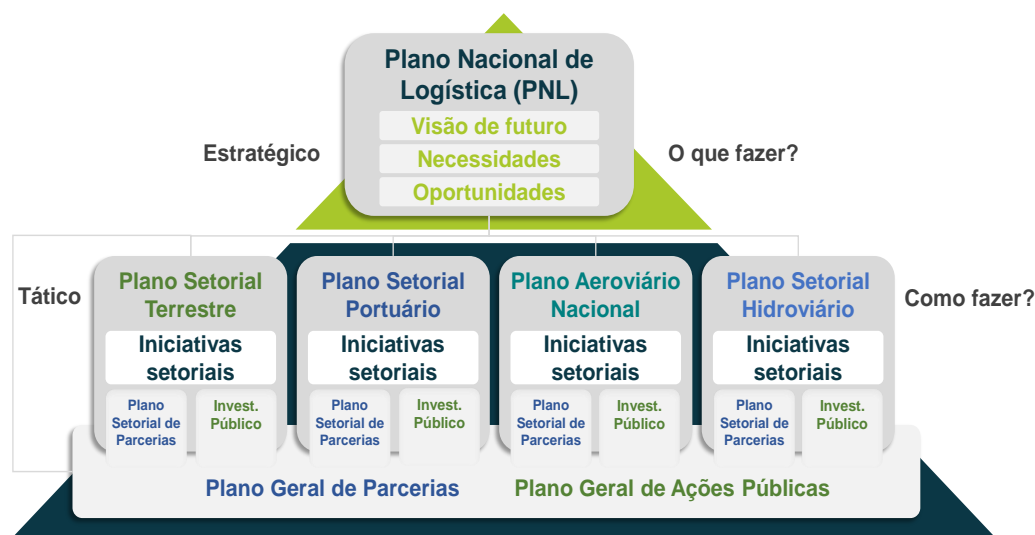 Plano Nacional de
Logística (PNL)
Visão de futuro
Necessidades
Oportunidades
Estratégico
O que fazer?
Tático
Como fazer?
Plano Setorial
Terrestre
Iniciativas
setoriais
Plano
Setorial de
Parcerias
Invest.
Público
Plano Setorial
Portuário
Iniciativas
setoriais
Plano
Setorial de
Parcerias
Invest.
Público
Plano Aeroviário
Nacional
Iniciativas
setoriais
Plano
Setorial de
Parcerias
Invest.
Público
Plano Setorial
Hidroviário
Iniciativas
setoriais
Plano
Setorial de
Parcerias
Invest.
Público
Plano Geral de Parcerias
Plano Geral de Ações Públicas